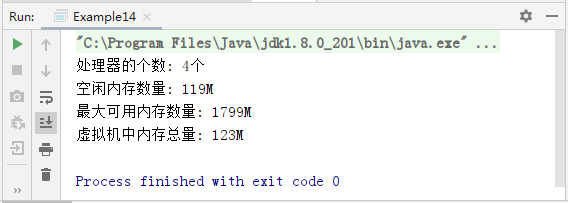 Run: Example14
"C:\Program Files\Java\jdk1.8.0_201\bin\java.exe" ...
处理器的个数: 4个
空闲内存数量: 119M
最大可用内存数量: 1799M
虚拟机中内存总量: 123M
Process finished with exit code 0